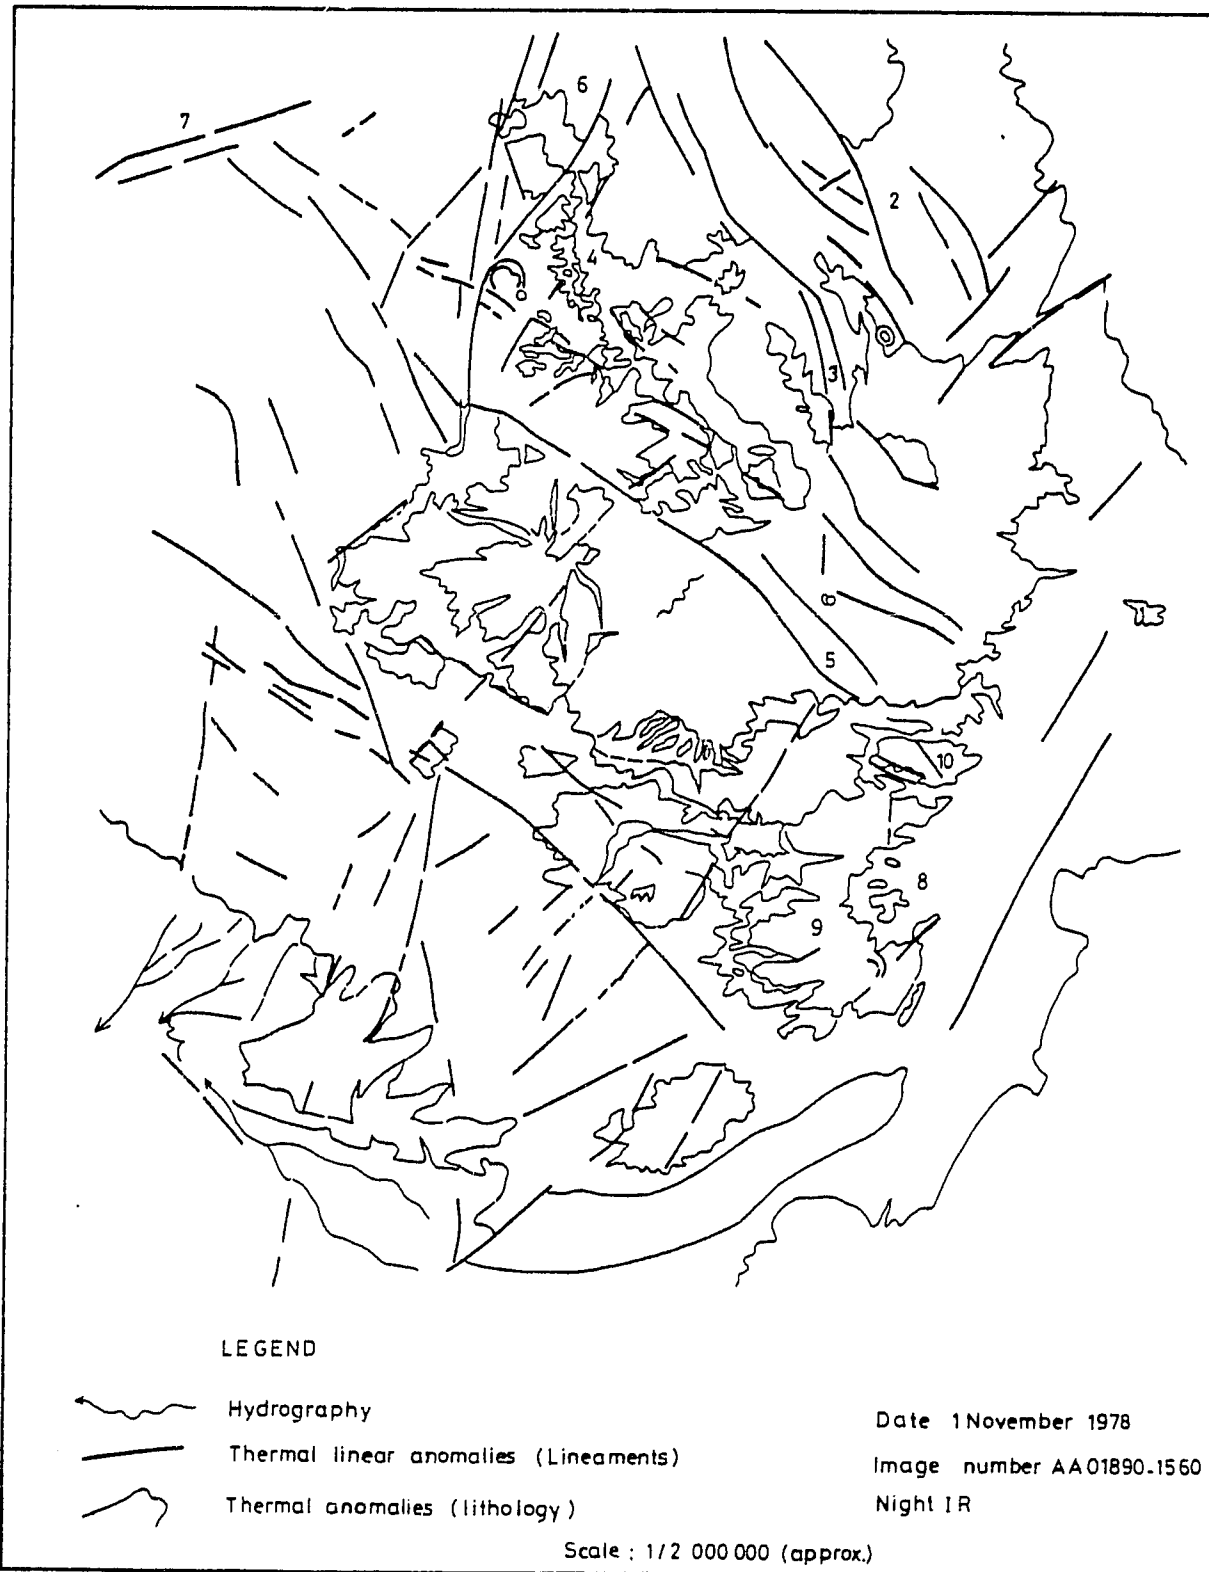 6
7
2
4
3
5
10
8
9
LEGEND
Hydrography
Thermal linear anomalies (Lineaments)
Thermal anomalies (lithology)
Date 1 November 1978
Image number AA01890-1560
Night IR
Scale : 1/2 000 000 (approx.)